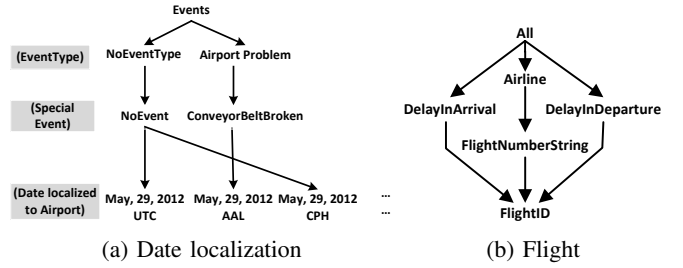 Events
(EventType)
NoEventType
Airport Problem
(Special
Event)
NoEvent
ConveyorBeltBroken
(Date localized
to Airport)
May, 29, 2012
UTC
May, 29, 2012
AAL
May, 29, 2012
CPH
...
...
(a) Date localization
All
Airline
DelayInArrival
DelayInDeparture
FlightNumberString
FlightID
(b) Flight